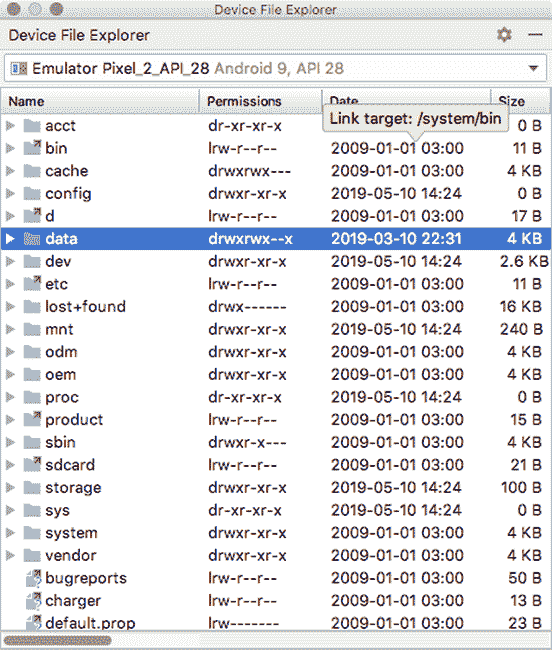 Device File Explorer
Device File Explorer
Emulator Pixel_2_API_28 Android 9, API 28
Name Permissions Date Size
Link target: /system/bin
acct dr-xr-xr-x 0 B
bin lrw-r--r-- 2009-01-01 03:00 11 B
cache drwxrwx--- 2009-01-01 03:00 4 KB
config drwxr-xr-x 2019-05-10 14:24 0 B
d lrw-r--r-- 2009-01-01 03:00 17 B
data drwxrwx--x 2019-03-10 22:31 4 KB
dev drwxr-xr-x 2019-05-10 14:24 2.6 KB
etc lrw-r--r-- 2009-01-01 03:00 11 B
lost+found drwx------ 2009-01-01 03:00 16 KB
mnt drwxr-xr-x 2019-05-10 14:24 240 B
odm drwxr-xr-x 2009-01-01 03:00 4 KB
oem drwxr-xr-x 2009-01-01 03:00 4 KB
proc dr-xr-xr-x 2019-05-10 14:24 0 B
product lrw-r--r-- 2009-01-01 03:00 15 B
sbin drwxr-x--- 2009-01-01 03:00 4 KB
sdcard lrw-r--r-- 2009-01-01 03:00 21 B
storage drwxr-xr-x 2019-05-10 14:24 100 B
sys dr-xr-xr-x 2019-05-10 14:24 0 B
system drwxr-xr-x 2009-01-01 03:00 4 KB
vendor drwxr-xr-x 2009-01-01 03:00 4 KB
bugreports lrw-r--r-- 2009-01-01 03:00 50 B
charger lrw-r--r-- 2009-01-01 03:00 13 B
default.prop lrw------- 2009-01-01 03:00 23 B